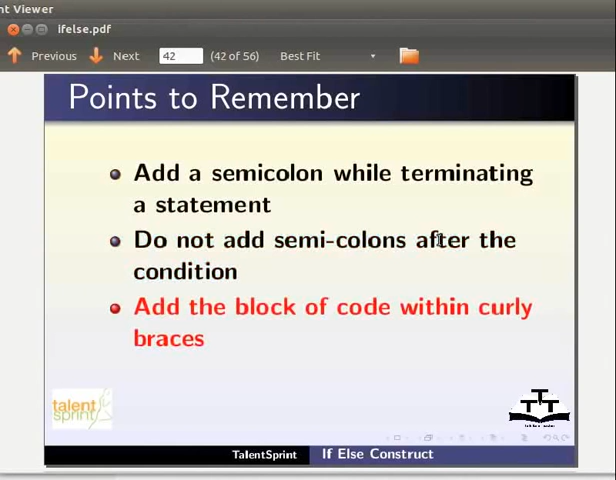 nt Viewer
ifelse.pdf
Previous Next 42 (42 of 56) Best Fit
Points to Remember
Add a semicolon while terminating
a statement
Do not add semi-colons after the
condition
Add the block of code within curly
braces
talent
sprint
TTT
TalentSprint If Else Construct